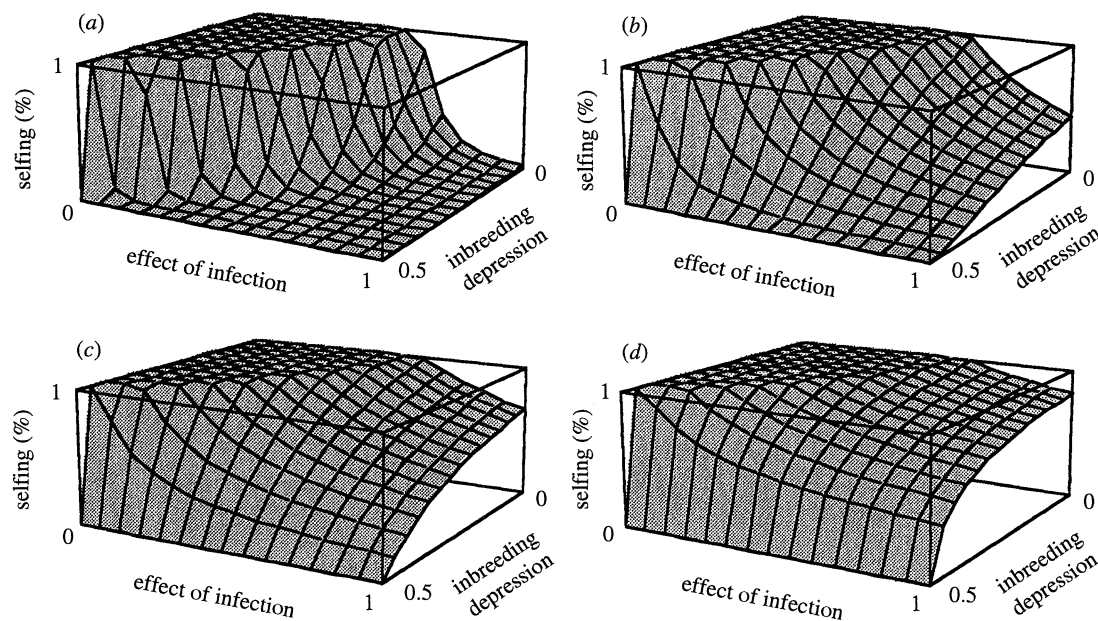 (a)
1
selfing (%)
0
effect of infection
1
0.5
inbreeding
depression
0
(b)
1
selfing (%)
0
effect of infection
1
0.5
inbreeding
depression
0
(c)
1
selfing (%)
0
effect of infection
1
0.5
inbreeding
depression
0
(d)
1
selfing (%)
0
effect of infection
1
0.5
inbreeding
depression
0